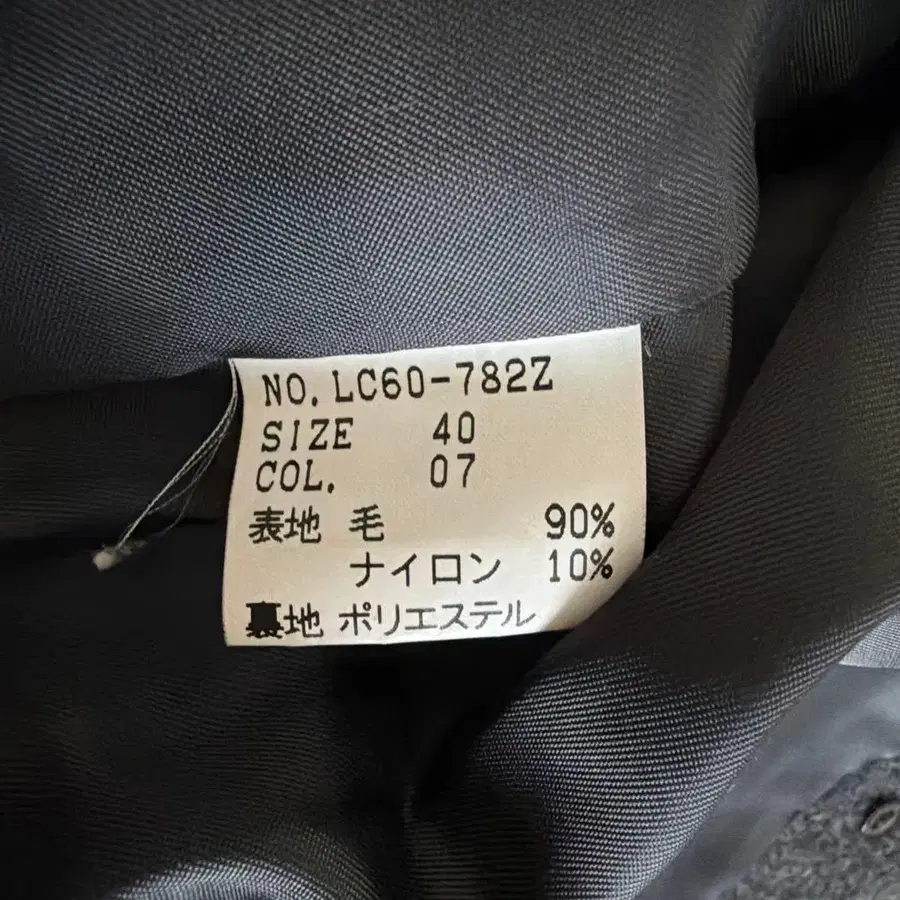 NO. LC60-782Z
SIZE 40
COL. 07
表地 毛 90%
ナイロン 10%
裏地 ポリエステル